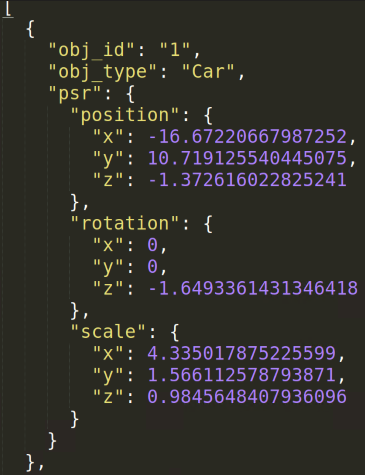 [
  {
    "obj_id": "1",
    "obj_type": "Car",
    "psr": {
      "position": {
        "x": -16.67220667987252,
        "y": 10.719125540445075,
        "z": -1.372616022825241
      },
      "rotation": {
        "x": 0,
        "y": 0,
        "z": -1.6493361431346418
      },
      "scale": {
        "x": 4.335017875225599,
        "y": 1.566112578793871,
        "z": 0.9845648407936096
      }
    }
  },